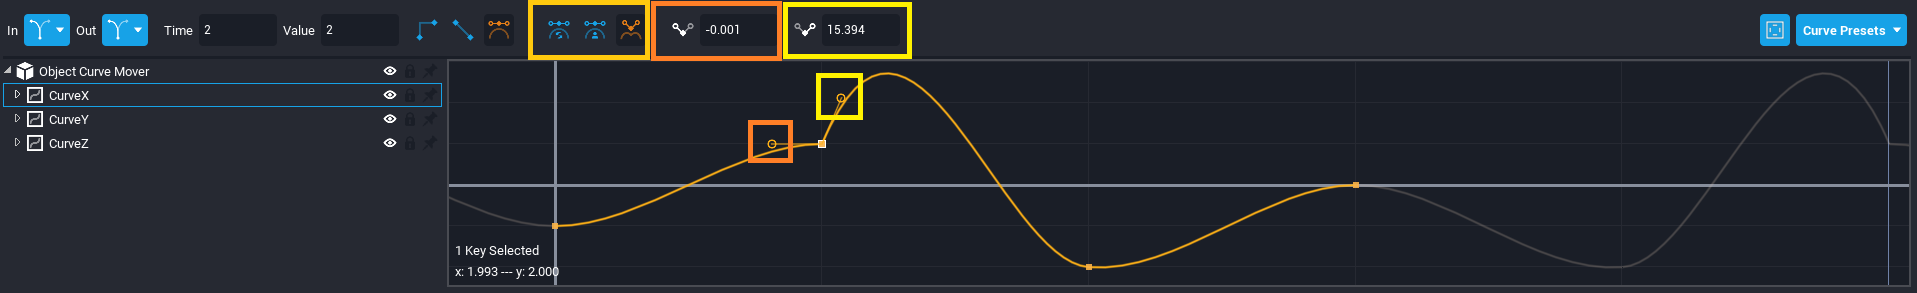 In Out Time 2 Value 2 -0.001 15.394 Curve Presets
Object Curve Mover
CurveX
CurveY
CurveZ
1 Key Selected
x: 1.993 --- y: 2.000